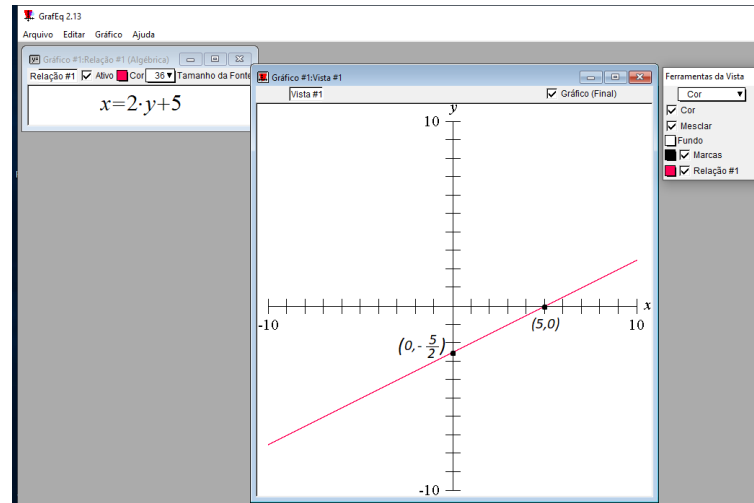 GrafEq 2.13
Arquivo Editar Gráfico Ajuda
Gráfico #1:Relação #1 (Algébrica)
Relação #1 Ativo Cor 36 Tamanho da Fonte
x=2·y+5
Gráfico #1:Vista #1
Vista #1 Gráfico (Final)
y
10
-10
x
10
(5,0)
(0,- 5/2)
-10
Ferramentas da Vista
Cor
Cor
Mesclar
Fundo
Marcas
Relação #1